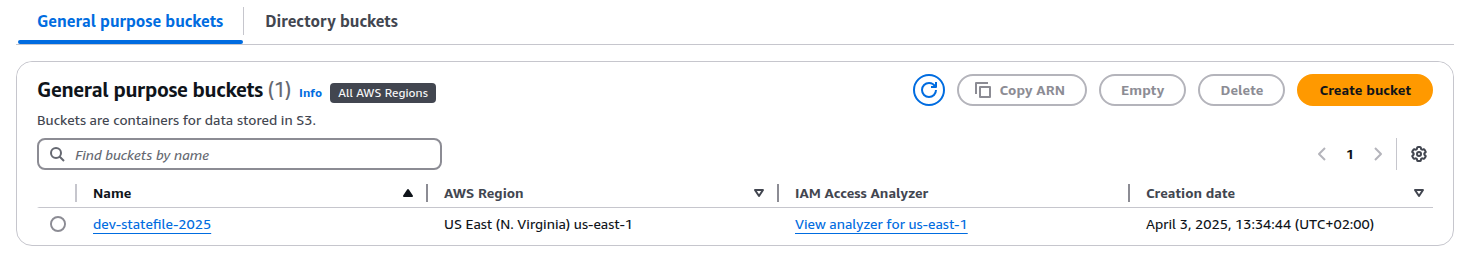 General purpose buckets Directory buckets
General purpose buckets (1) Info All AWS Regions Copy ARN Empty Delete Create bucket
Buckets are containers for data stored in S3.
Find buckets by name 1
Name AWS Region IAM Access Analyzer Creation date
dev-statefile-2025 US East (N. Virginia) us-east-1 View analyzer for us-east-1 April 3, 2025, 13:34:44 (UTC+02:00)